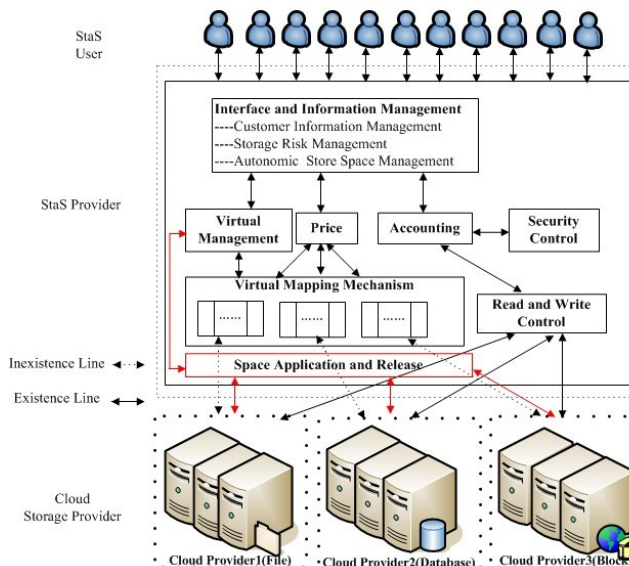 StaS
User
Interface and Information Management
----Customer Information Management
----Storage Risk Management
----Autonomic Store Space Management
StaS Provider
Virtual
Management
Price
Accounting
Security
Control
Virtual Mapping Mechanism
......
......
......
Read and Write
Control
Inexistence Line
Space Application and Release
Existence Line
Cloud
Storage Provider
Cloud Provider1(File)
Cloud Provider2(Database)
Cloud Provider3(Block